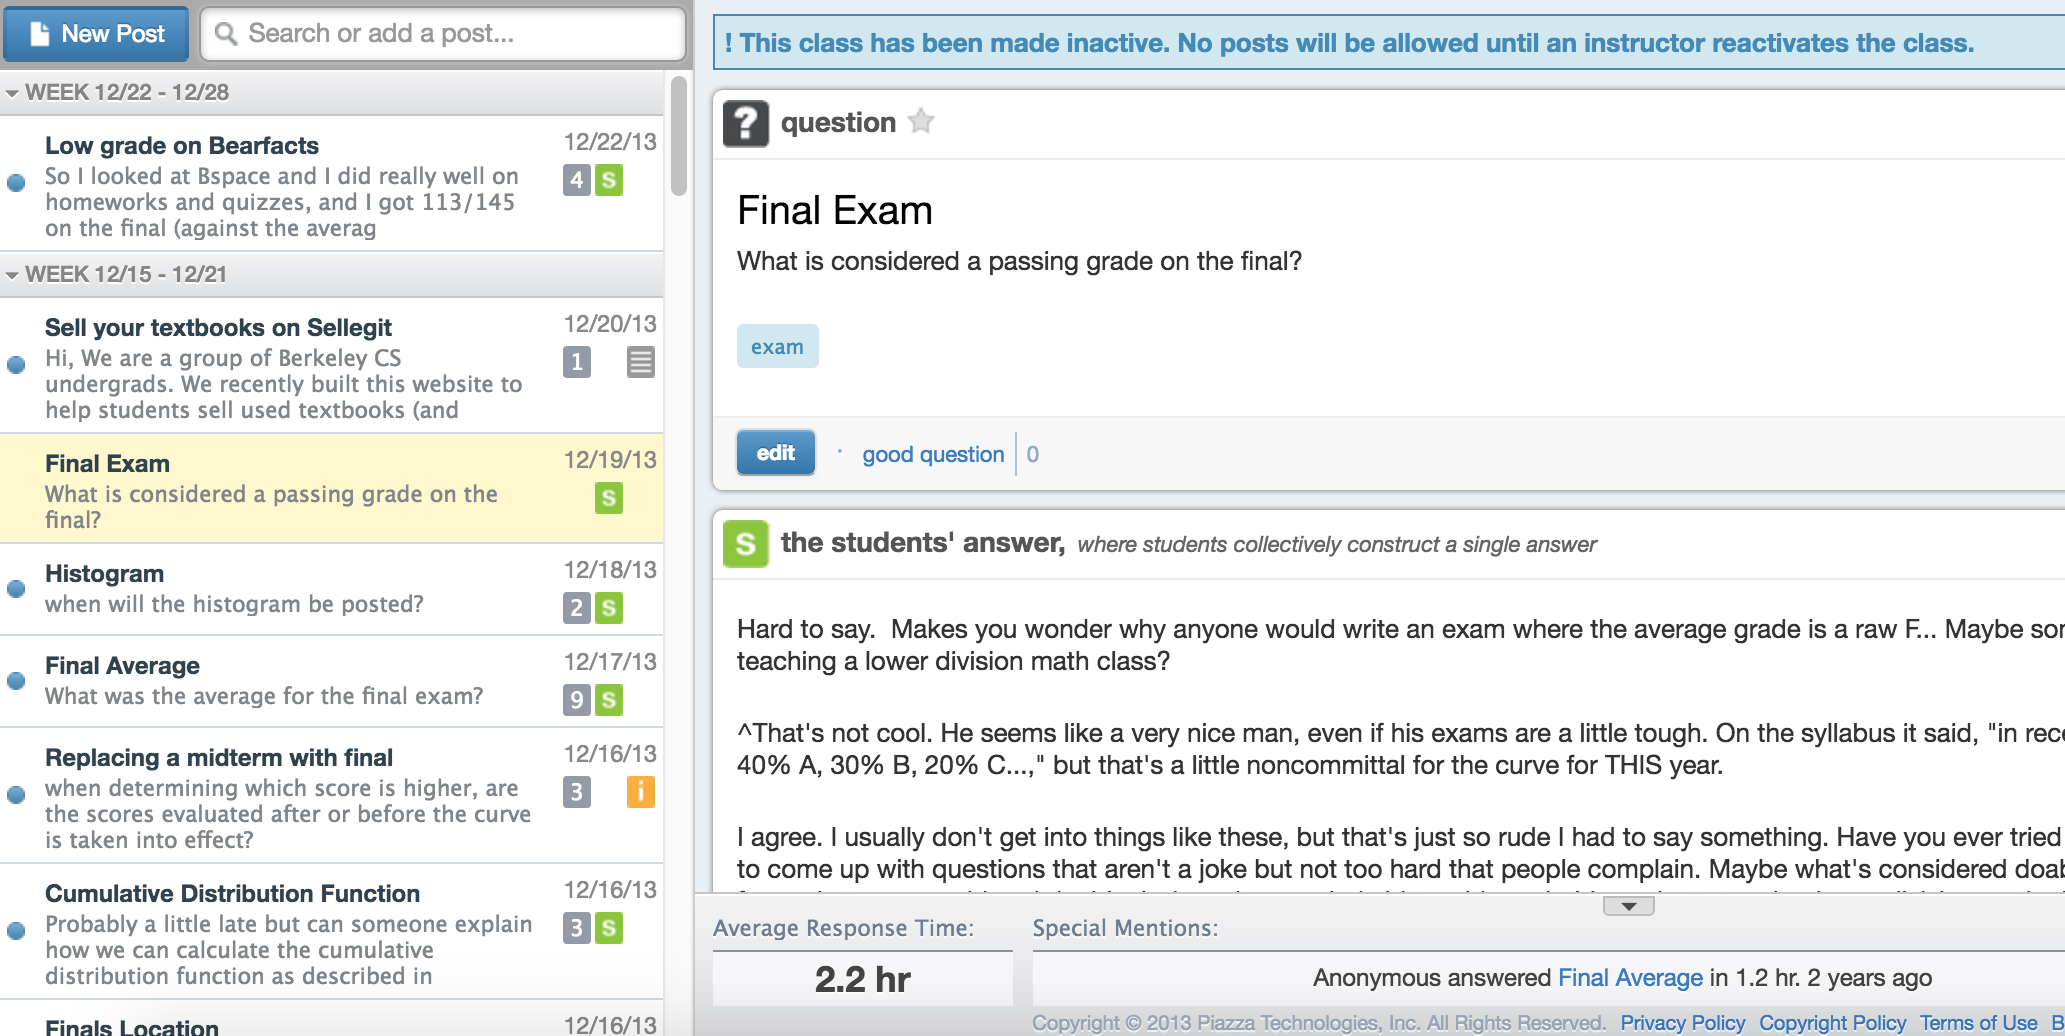 New Post
Search or add a post...
WEEK 12/22 - 12/28
Low grade on Bearfacts
12/22/13
So I looked at Bspace and I did really well on
homeworks and quizzes, and I got 113/145
on the final (against the averag
4 S
WEEK 12/15 - 12/21
Sell your textbooks on Sellegit
12/20/13
Hi, We are a group of Berkeley CS
undergrads. We recently built this website to
help students sell used textbooks (and
1
Final Exam
12/19/13
What is considered a passing grade on the
final?
S
Histogram
12/18/13
when will the histogram be posted?
2 S
Final Average
12/17/13
What was the average for the final exam?
9 S
Replacing a midterm with final
12/16/13
when determining which score is higher, are
the scores evaluated after or before the curve
is taken into effect?
3 i
Cumulative Distribution Function
12/16/13
Probably a little late but can someone explain
how we can calculate the cumulative
distribution function as described in
3 S
Finals Location
12/16/13
! This class has been made inactive. No posts will be allowed until an instructor reactivates the class.
? question
Final Exam
What is considered a passing grade on the final?
exam
edit · good question 0
S the students' answer, where students collectively construct a single answer
Hard to say.  Makes you wonder why anyone would write an exam where the average grade is a raw F... Maybe
teaching a lower division math class?
^That's not cool. He seems like a very nice man, even if his exams are a little tough. On the syllabus it said, "in
40% A, 30% B, 20% C...," but that's a little noncommittal for the curve for THIS year.
I agree. I usually don't get into things like these, but that's just so rude I had to say something. Have you ever tried
to come up with questions that aren't a joke but not too hard that people complain. Maybe what's considered
Average Response Time:
2.2 hr
Special Mentions:
Anonymous answered Final Average in 1.2 hr. 2 years ago
Copyright © 2013 Piazza Technologies, Inc. All Rights Reserved. Privacy Policy Copyright Policy Terms of Use